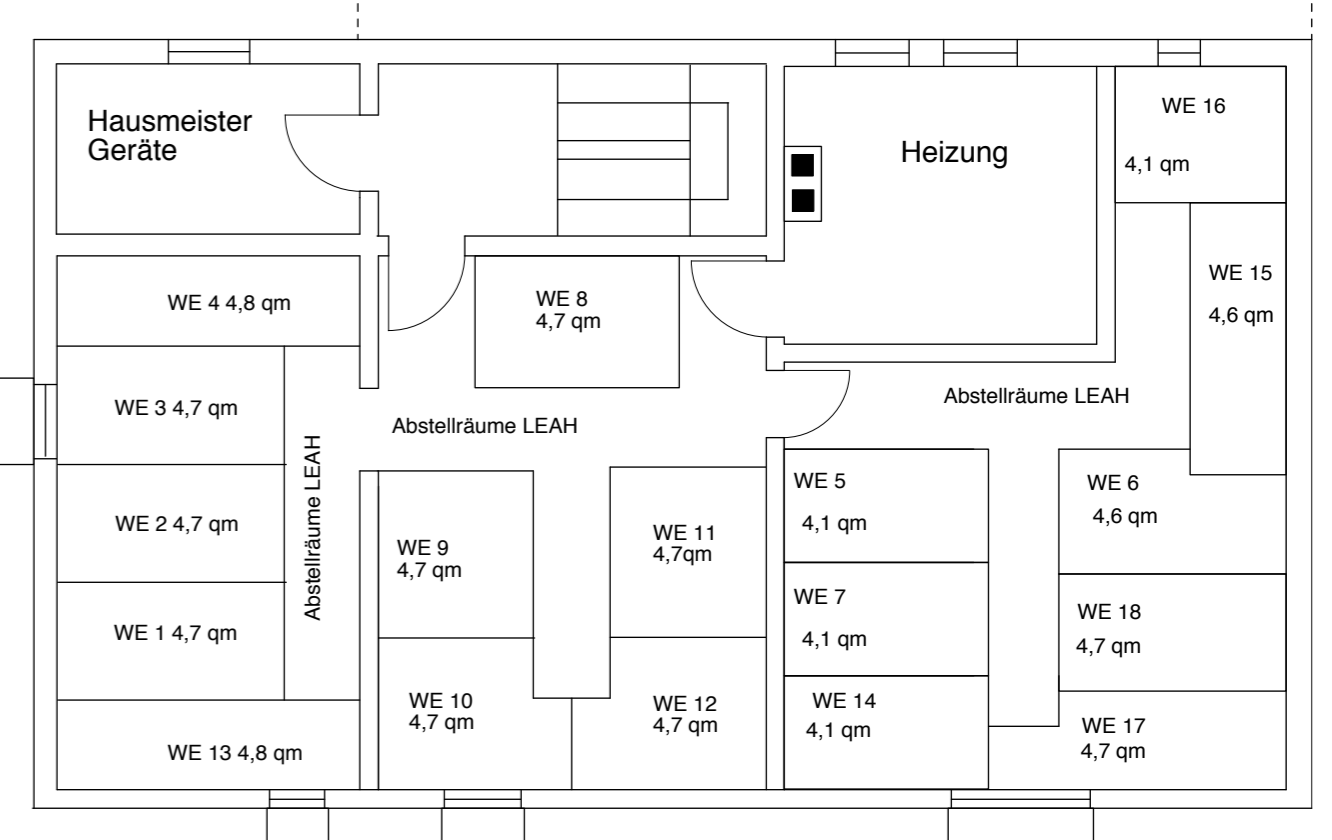 Hausmeister
Geräte
Heizung
WE 16
4,1 qm
WE 4 4,8 qm
WE 8
4,7 qm
WE 15
4,6 qm
WE 3 4,7 qm
Abstellräume LEAH
Abstellräume LEAH
Abstellräume LEAH
WE 2 4,7 qm
WE 9
4,7 qm
WE 11
4,7qm
WE 5
4,1 qm
WE 6
4,6 qm
WE 1 4,7 qm
WE 7
4,1 qm
WE 18
4,7 qm
WE 10
4,7 qm
WE 12
4,7 qm
WE 14
4,1 qm
WE 17
4,7 qm
WE 13 4,8 qm